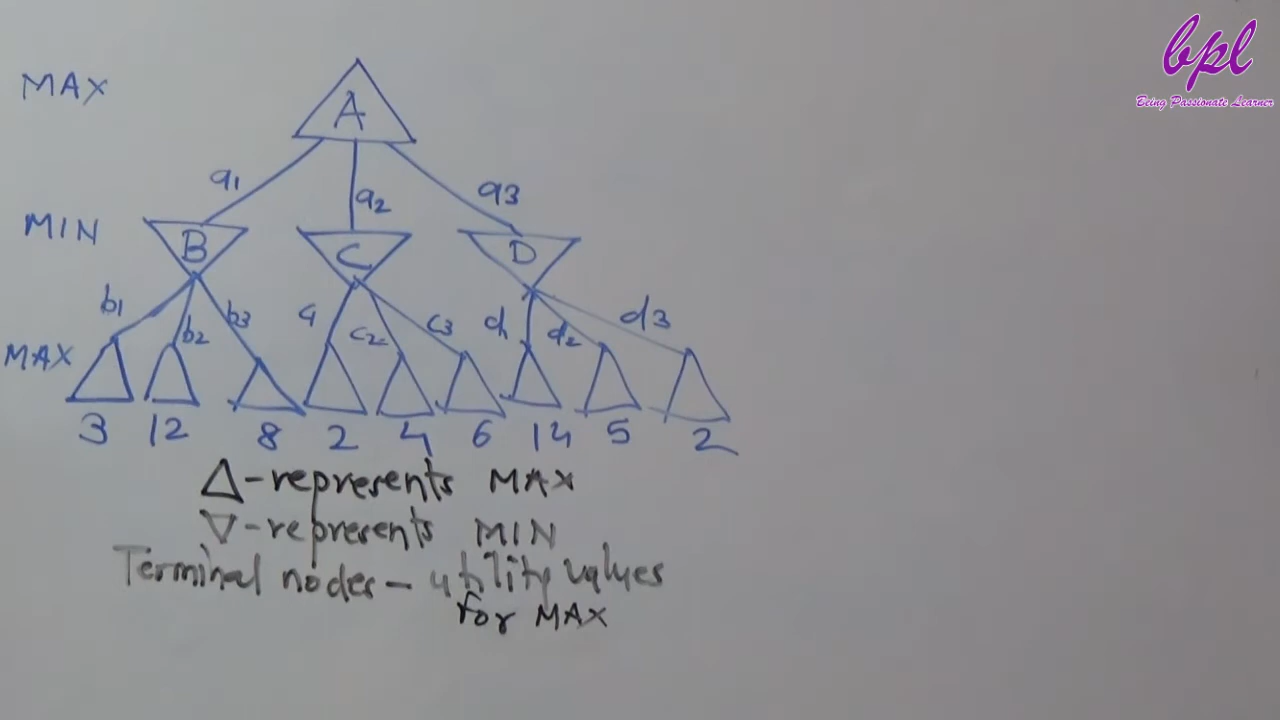 bpl
Being Passionate Learner
MAX
A
a1 a2 a3
MIN
B C D
b1 b2 b3 c1 c2 c3 d1 d2 d3
MAX
3 12 8 2 4 6 14 5 2
Δ-represents MAX
∇-represents MIN
Terminal nodes - utility values
for MAX